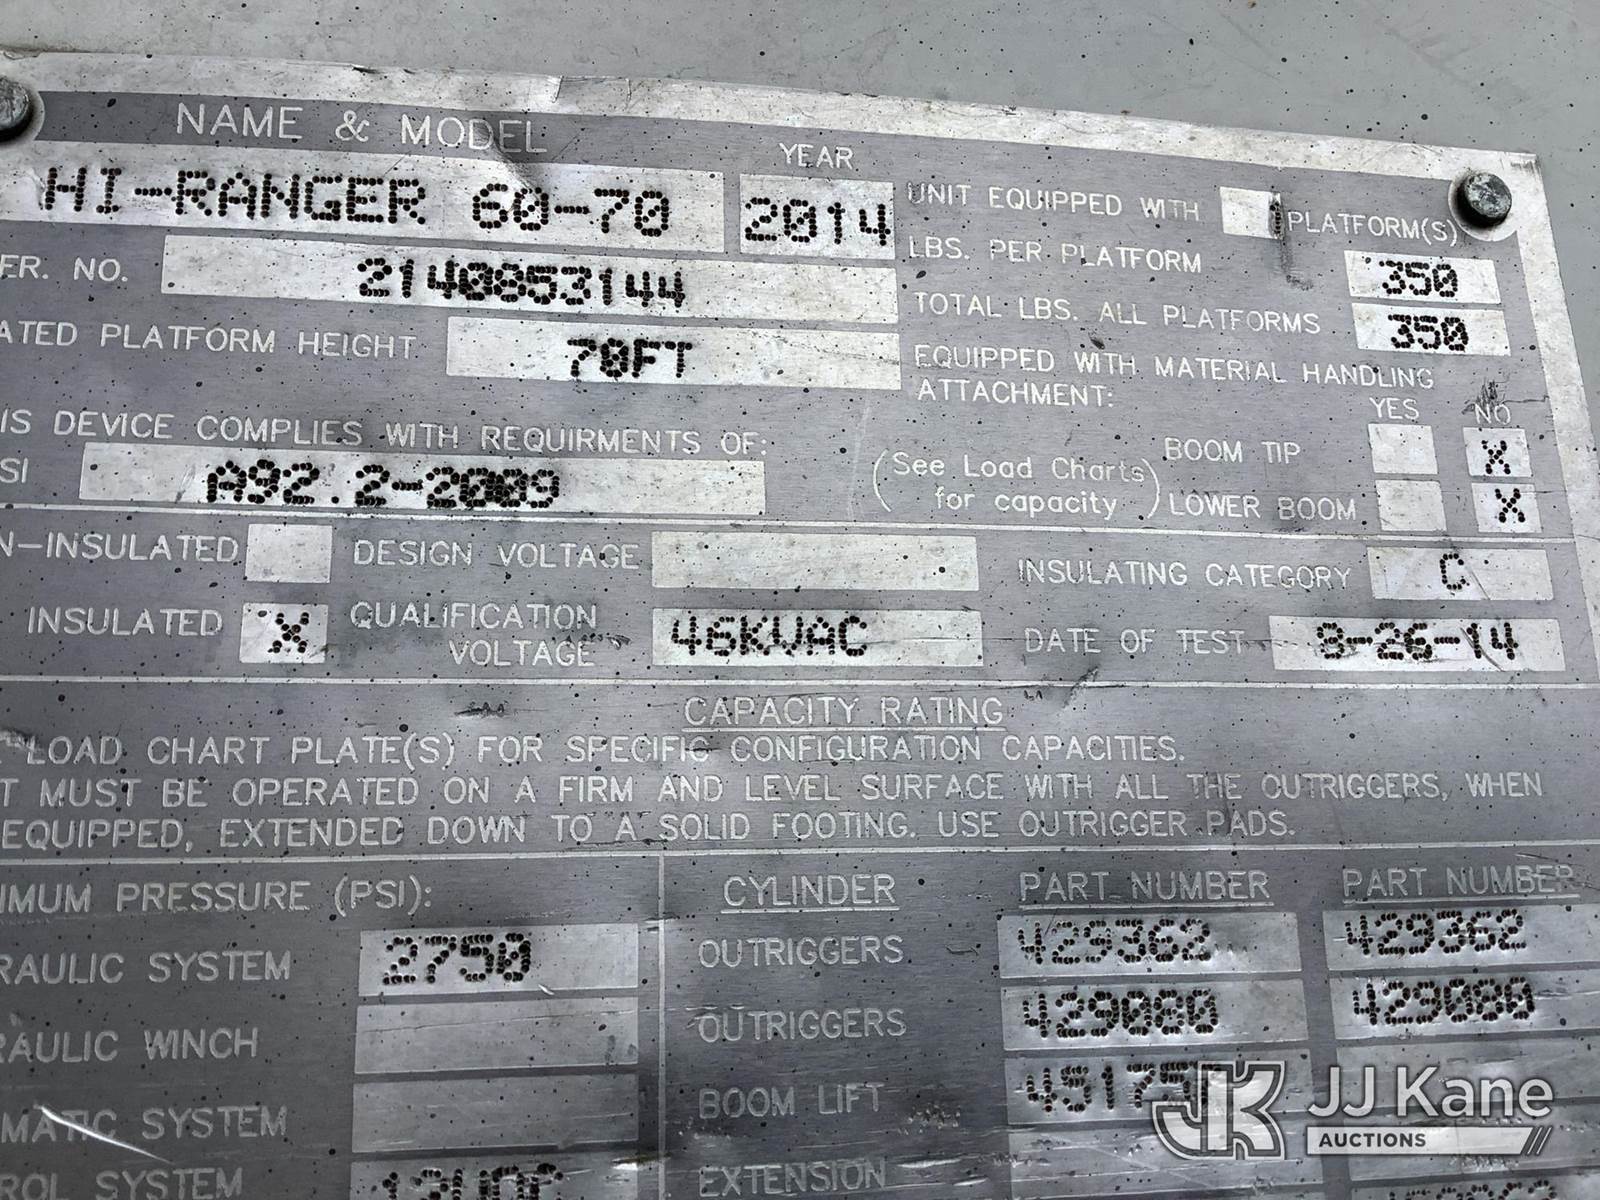 NAME & MODEL
HI-RANGER 60-70
YEAR
2014
UNIT EQUIPPED WITH 1 PLATFORM(S)
ER. NO. 2140853144
LBS. PER PLATFORM 350
TOTAL LBS. ALL PLATFORMS 350
ATED PLATFORM HEIGHT 70FT
EQUIPPED WITH MATERIAL HANDLING
ATTACHMENT:
YES NO
IS DEVICE COMPLIES WITH REQUIRMENTS OF:
SI A92.2-2009
(See Load Charts
for capacity)
BOOM TIP X
LOWER BOOM X
N-INSULATED DESIGN VOLTAGE
INSULATING CATEGORY C
INSULATED X QUALIFICATION
VOLTAGE 46KVAC
DATE OF TEST 8-26-14
CAPACITY RATING
LOAD CHART PLATE(S) FOR SPECIFIC CONFIGURATION CAPACITIES.
T MUST BE OPERATED ON A FIRM AND LEVEL SURFACE WITH ALL THE OUTRIGGERS, WHEN
EQUIPPED, EXTENDED DOWN TO A SOLID FOOTING. USE OUTRIGGER PADS.
IMUM PRESSURE (PSI):
CYLINDER PART NUMBER PART NUMBER
RAULIC SYSTEM 2750
OUTRIGGERS 429362 429362
RAULIC WINCH
OUTRIGGERS 429080 429080
MATIC SYSTEM
BOOM LIFT
ROL SYSTEM
EXTENSION
JJ Kane
AUCTIONS